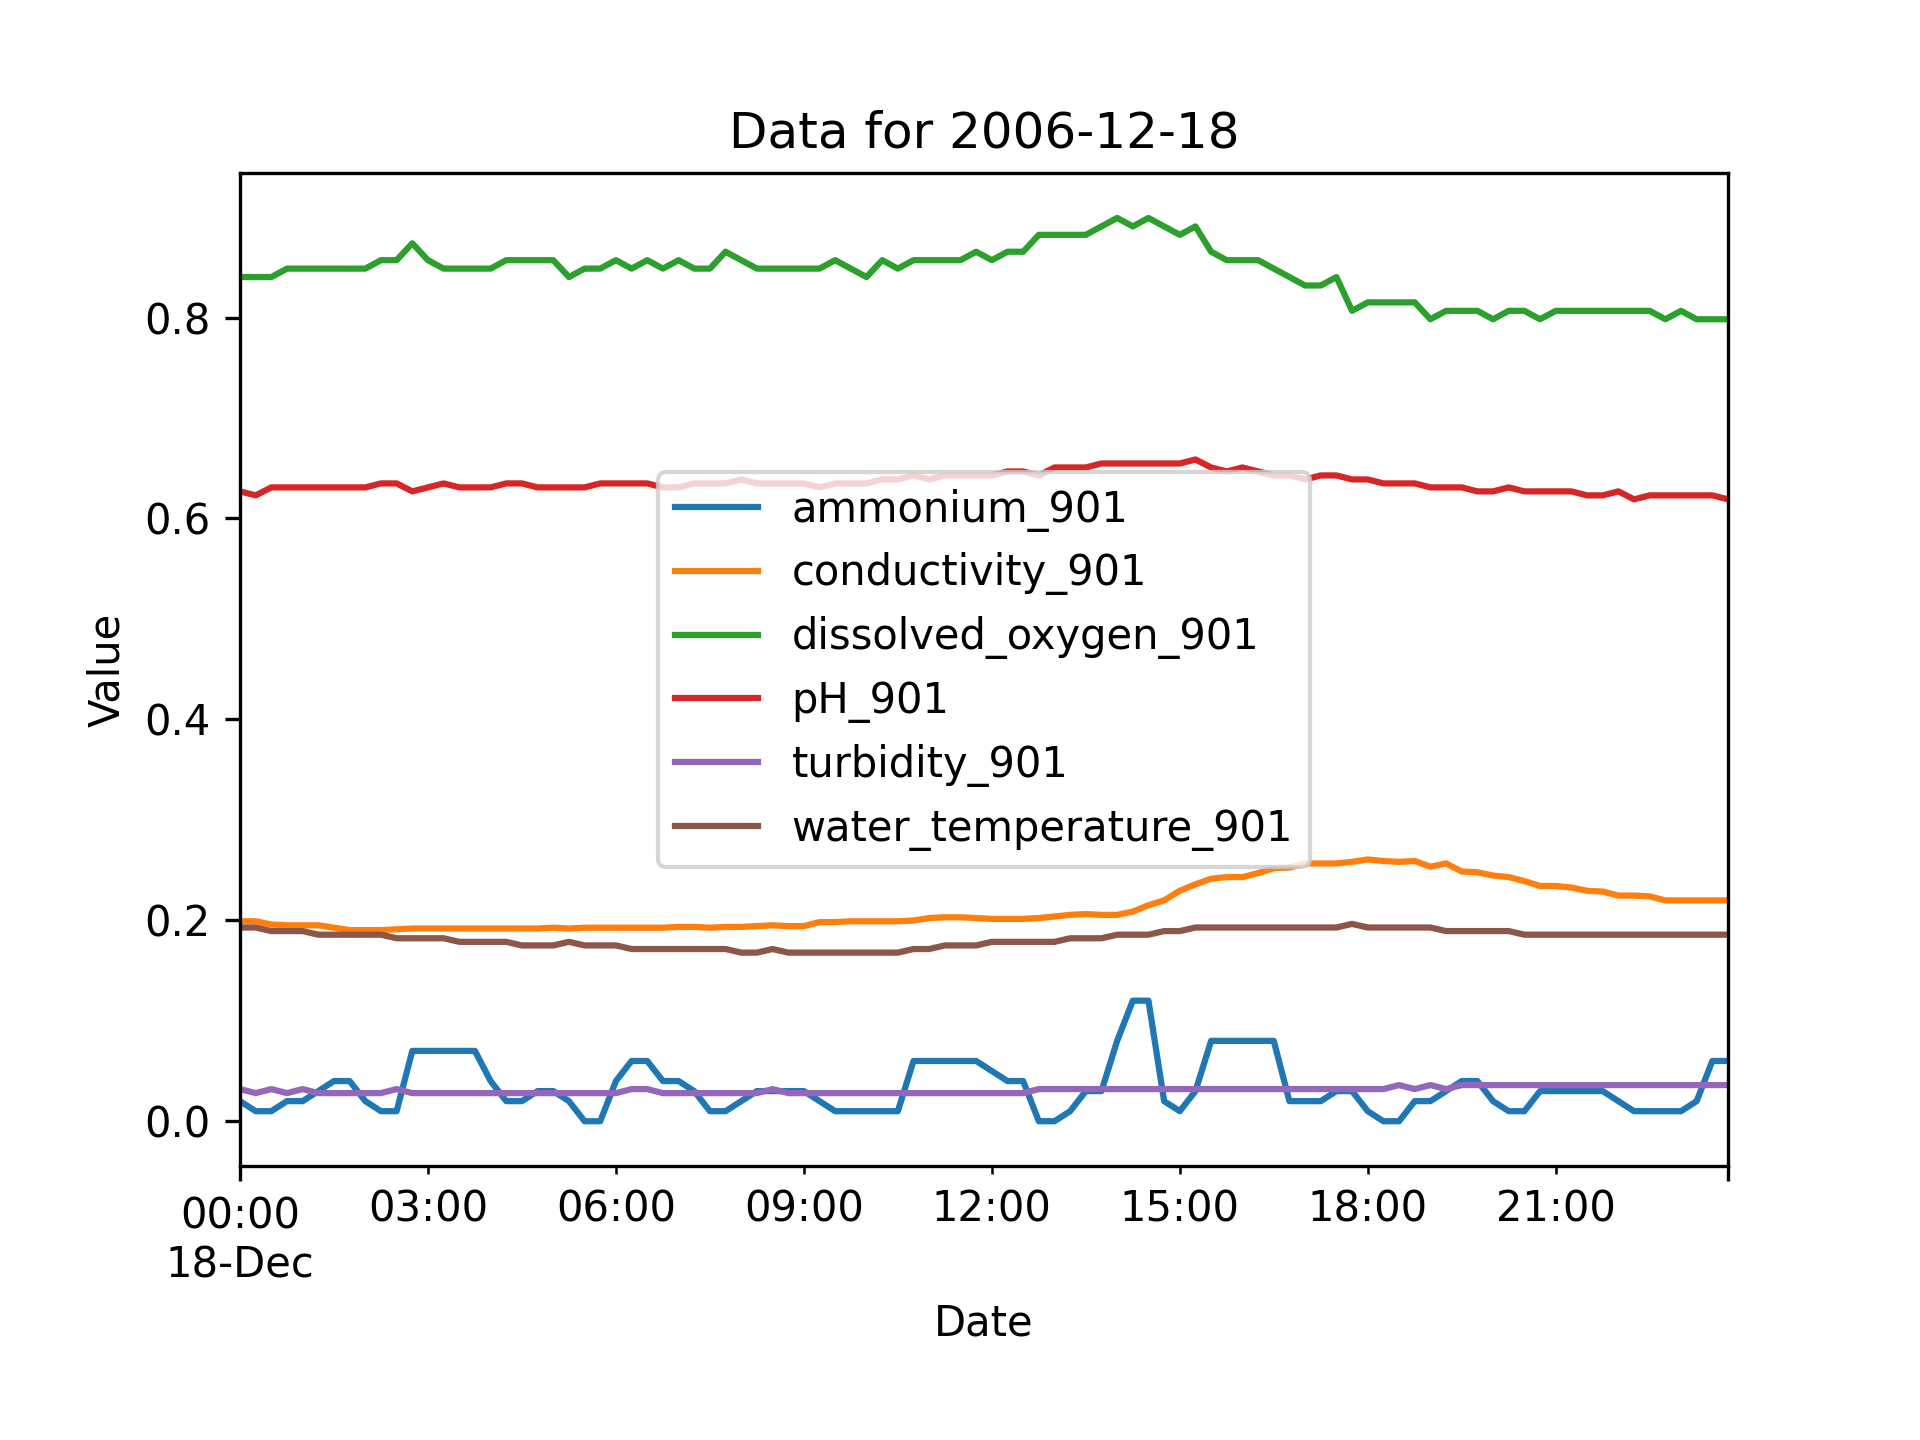 Data for 2006-12-18
Value
0.8
0.6
0.4
0.2
0.0
ammonium_901
conductivity_901
dissolved_oxygen_901
pH_901
turbidity_901
water_temperature_901
00:00 03:00 06:00 09:00 12:00 15:00 18:00 21:00
18-Dec
Date